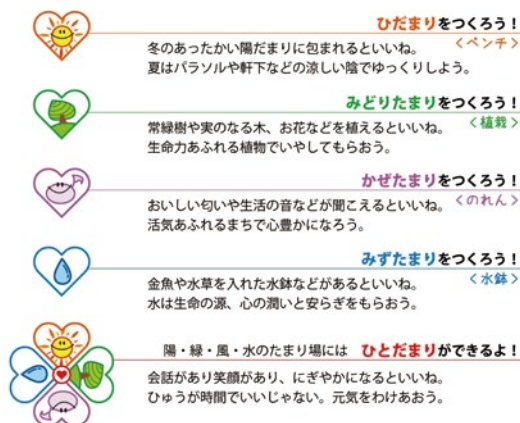 ひだまりをつくろう！
＜ベンチ＞
冬のあったかい陽だまりに包まれるといいね。
夏はパラソルや軒下などの涼しい陰でゆっくりしよう。
みどりたまりをつくろう！
＜植栽＞
常緑樹や実のなる木、お花などを植えるといいね。
生命力あふれる植物でいやしてもらおう。
かぜたまりをつくろう！
＜のれん＞
おいしい匂いや生活の音などが聞こえるといいね。
活気あふれるまちで心豊かになろう。
みずたまりをつくろう！
＜水鉢＞
金魚や水草を入れた水鉢などがあるといいね。
水は生命の源、心の潤いと安らぎをもらおう。
陽・緑・風・水のたまり場には ひとだまりができるよ！
会話があり笑顔があり、にぎやかになるといいね。
ひゅうが時間でいいじゃない。元気をわけあおう。